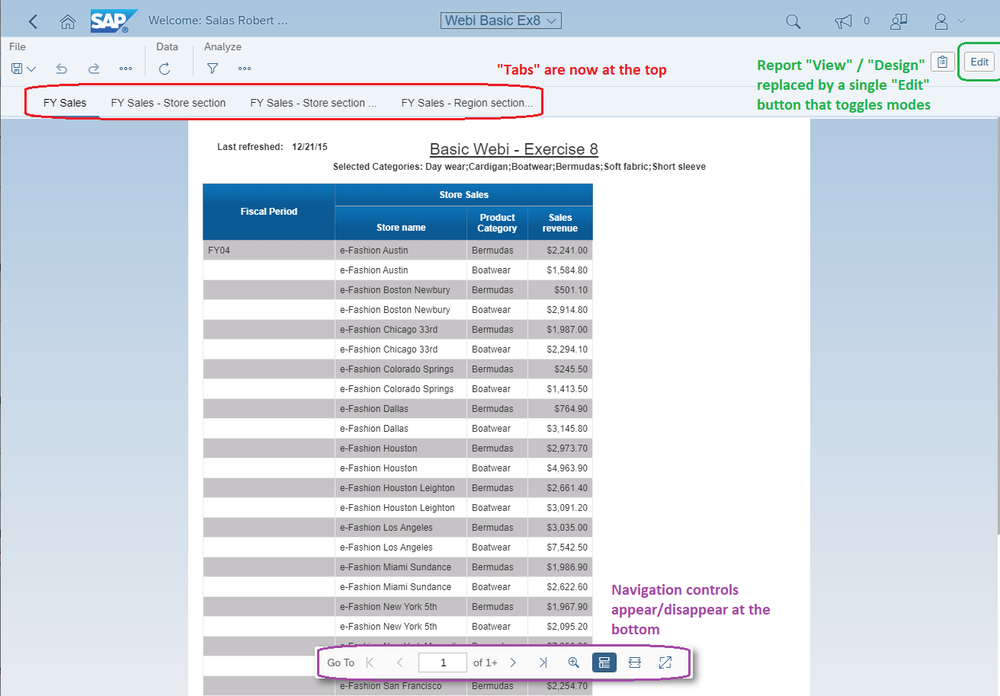 SAP ® Welcome: Salas Robert ... Webi Basic Ex8 0
File Data Analyze
"Tabs" are now at the top
Report "View" / "Design"
replaced by a single "Edit"
button that toggles modes
Edit
FY Sales FY Sales - Store section FY Sales - Store section ... FY Sales - Region section...
Last refreshed: 12/21/15 Basic Webi - Exercise 8
Selected Categories: Day wear;Cardigan;Boatwear;Bermudas;Soft fabric;Short sleeve
Fiscal Period Store Sales
Store name Product Category Sales revenue
FY04 e-Fashion Austin Bermudas $2,241.00
e-Fashion Austin Boatwear $1,584.80
e-Fashion Boston Newbury Bermudas $501.10
e-Fashion Boston Newbury Boatwear $2,914.80
e-Fashion Chicago 33rd Bermudas $1,987.00
e-Fashion Chicago 33rd Boatwear $2,294.10
e-Fashion Colorado Springs Bermudas $245.50
e-Fashion Colorado Springs Boatwear $1,413.50
e-Fashion Dallas Bermudas $764.90
e-Fashion Dallas Boatwear $3,145.80
e-Fashion Houston Bermudas $2,973.70
e-Fashion Houston Boatwear $4,963.90
e-Fashion Houston Leighton Bermudas $2,661.40
e-Fashion Houston Leighton Boatwear $3,091.20
e-Fashion Los Angeles Bermudas $3,035.00
e-Fashion Los Angeles Boatwear $7,542.50
e-Fashion Miami Sundance Bermudas $1,986.90
e-Fashion Miami Sundance Boatwear $2,622.60
e-Fashion New York 5th Bermudas $1,967.90
e-Fashion New York 5th Boatwear $2,095.20
Navigation controls
appear/disappear at the
bottom
Go To 1 of 1+
e-Fashion San Francisco Bermudas $2,254.70